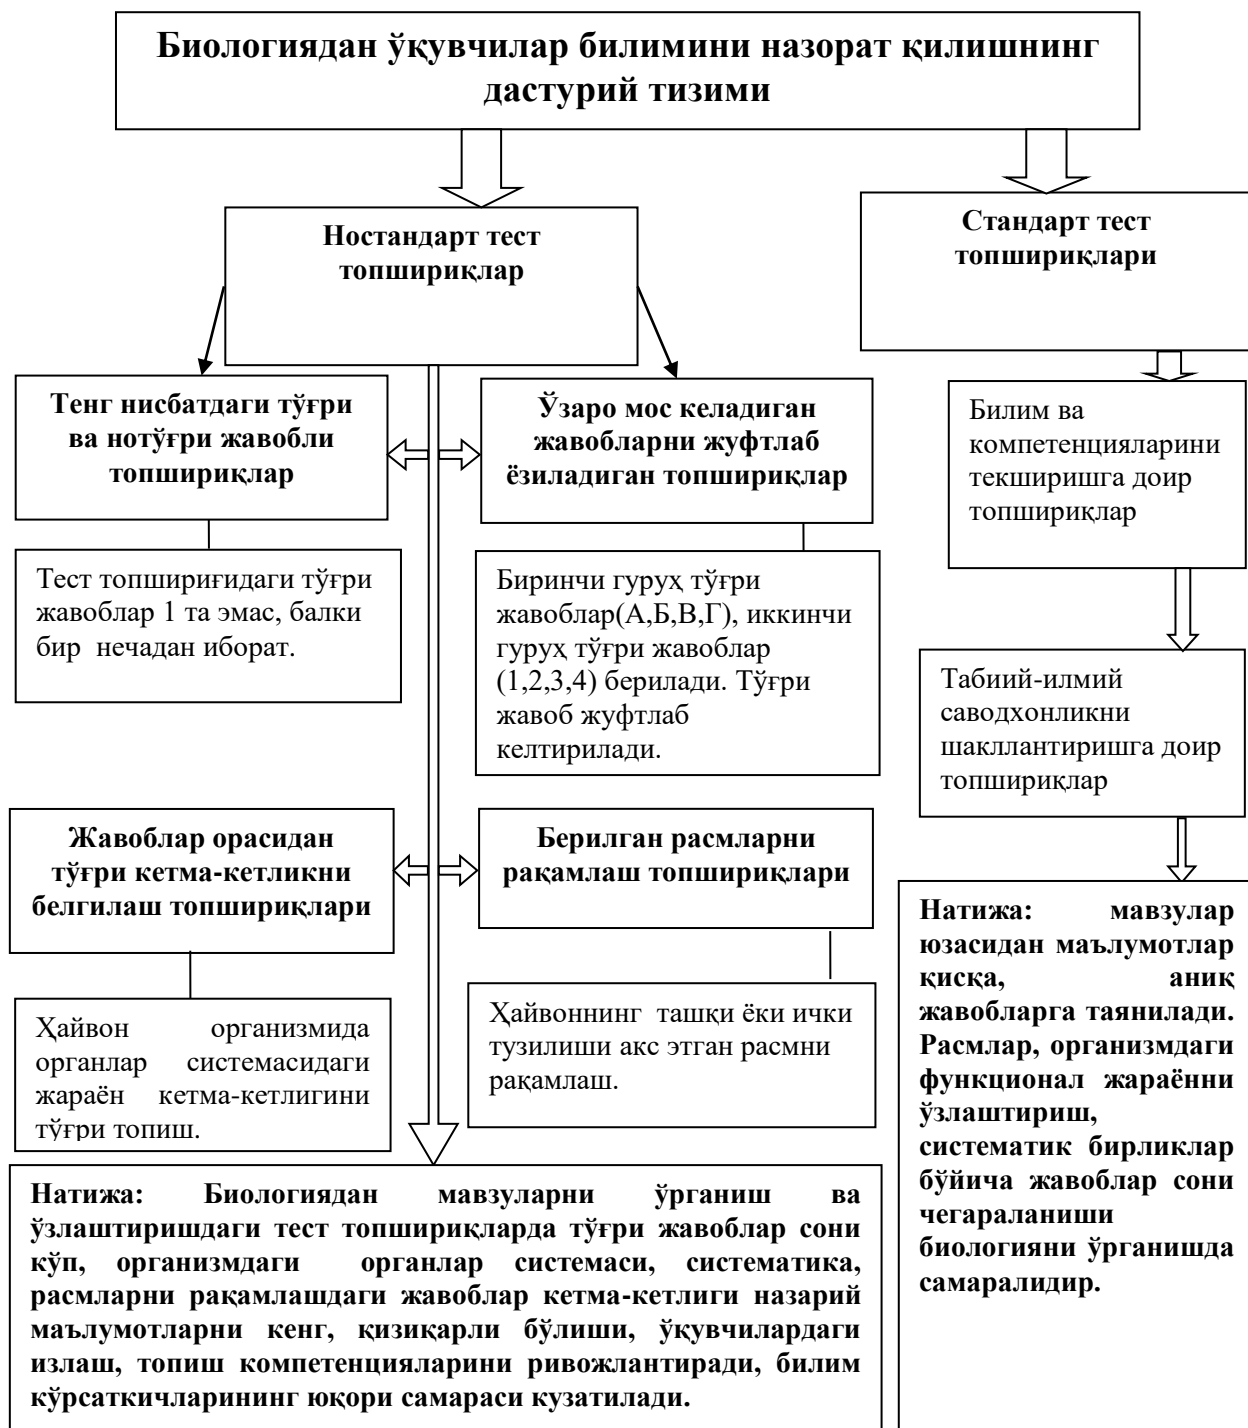 Биологиядан ўқувчилар билимини назорат қилишнинг
дастурий тизими
Ностандарт тест
топшириқлар
Стандарт тест
топшириқлари
Тенг нисбатдаги тўғри
ва нотўғри жавобли
топшириқлар
Ўзаро мос келадиган
жавобларни жуфтлаб
ёзиладиган топшириқлар
Билим ва
компетенцияларини
текширишга доир
топшириқлар
Тест топшириғидаги тўғри
жавоблар 1 та эмас, балки
бир нечадан иборат.
Биринчи гуруҳ тўғри
жавоблар(А,Б,В,Г), иккинчи
гуруҳ тўғри жавоблар
(1,2,3,4) берилади. Тўғри
жавоб жуфтлаб
келтирилади.
Табиий-илмий
саводхонликни
шакллантиришга доир
топшириқлар
Жавоблар орасидан
тўғри кетма-кетликни
белгилаш топшириқлари
Берилган расмларни
рақамлаш топшириқлари
Ҳайвон организмида
органлар системасидаги
жараён кетма-кетлигини
тўғри топиш.
Ҳайвоннинг ташқи ёки ички
тузилиши акс этган расмни
рақамлаш.
Натижа: мавзулар
юзасидан маълумотлар
қисқа, аниқ
жавобларга таянилади.
Расмлар, организмдаги
функционал жараённи
ўзлаштириш,
систематик бирликлар
бўйича жавоблар сони
чегараланиши
биологияни ўрганишда
самаралидир.
Натижа: Биологиядан мавзуларни ўрганиш ва
ўзлаштиришдаги тест топшириқларда тўғри жавоблар сони
кўп, организмдаги органлар системаси, систематика,
расмларни рақамлашдаги жавоблар кетма-кетлиги назарий
маълумотларни кенг, қизиқарли бўлиши, ўқувчилардаги
излаш, топиш компетенцияларини ривожлантиради, билим
кўрсаткичларининг юқори самараси кузатилади.